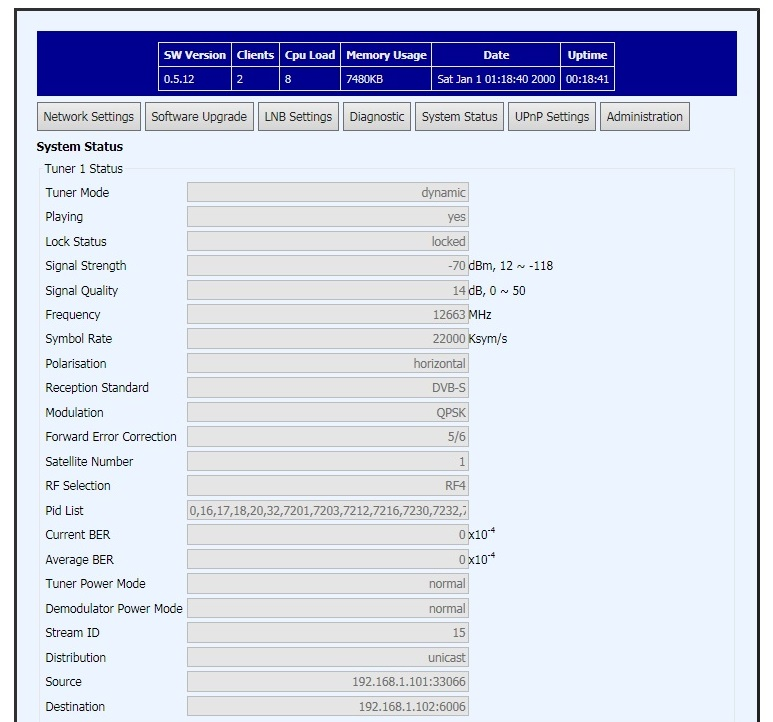 SW Version Clients Cpu Load Memory Usage Date Uptime
0.5.12 2 8 7480KB Sat Jan 1 01:18:40 2000 00:18:41
Network Settings Software Upgrade LNB Settings Diagnostic System Status UPnP Settings Administration
System Status
Tuner 1 Status
Tuner Mode dynamic
Playing yes
Lock Status locked
Signal Strength -70 dBm, 12 ~ -118
Signal Quality 14 dB, 0 ~ 50
Frequency 12663 MHz
Symbol Rate 22000 Ksym/s
Polarisation horizontal
Reception Standard DVB-S
Modulation QPSK
Forward Error Correction 5/6
Satellite Number 1
RF Selection RF4
Pid List 0,16,17,18,20,32,7201,7203,7212,7216,7230,7232,
Current BER 0 x10⁻⁴
Average BER 0 x10⁻⁴
Tuner Power Mode normal
Demodulator Power Mode normal
Stream ID 15
Distribution unicast
Source 192.168.1.101:33066
Destination 192.168.1.102:6006